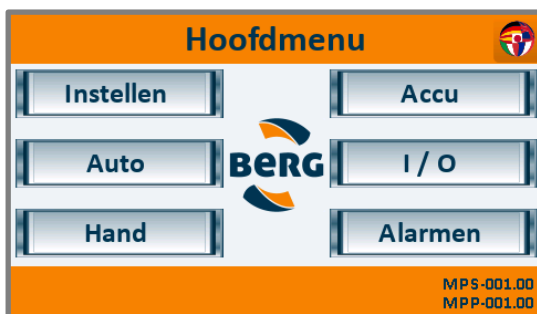 Hoofdmenu
Instellen
Accu
Auto
BERG
I / O
Hand
Alarmen
MPS-001.00
MPP-001.00